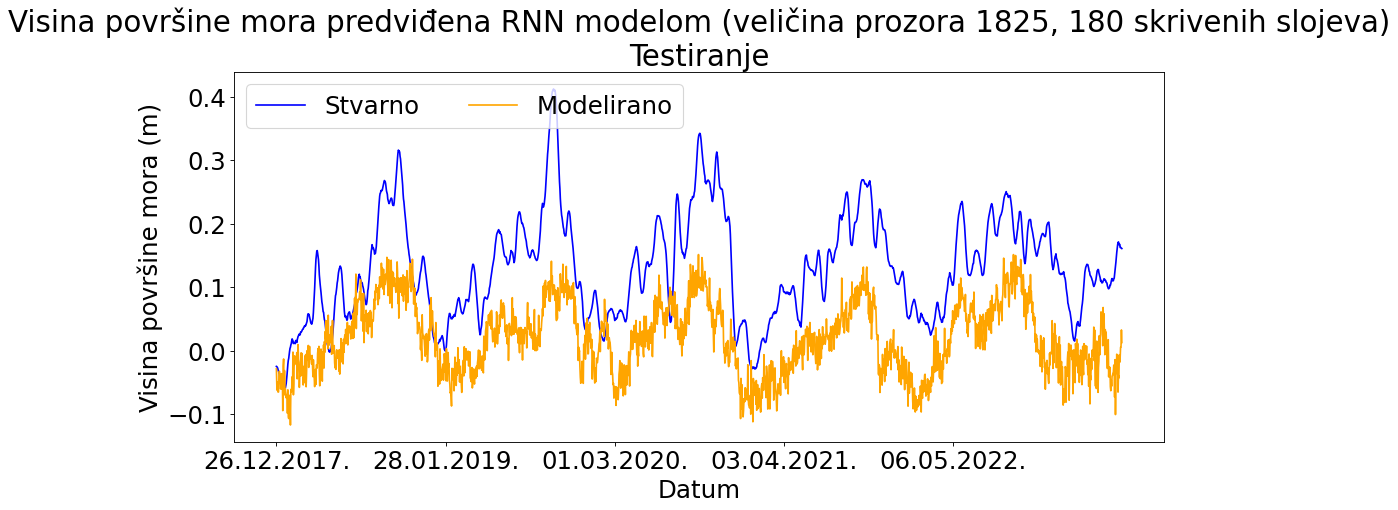 Visina površine mora predviđena RNN modelom (veličina prozora 1825, 180 skrivenih slojeva)
Testiranje
Stvarno
Modelirano
Visina površine mora (m)
0.4
0.3
0.2
0.1
0.0
−0.1
26.12.2017.
28.01.2019.
01.03.2020.
03.04.2021.
06.05.2022.
Datum